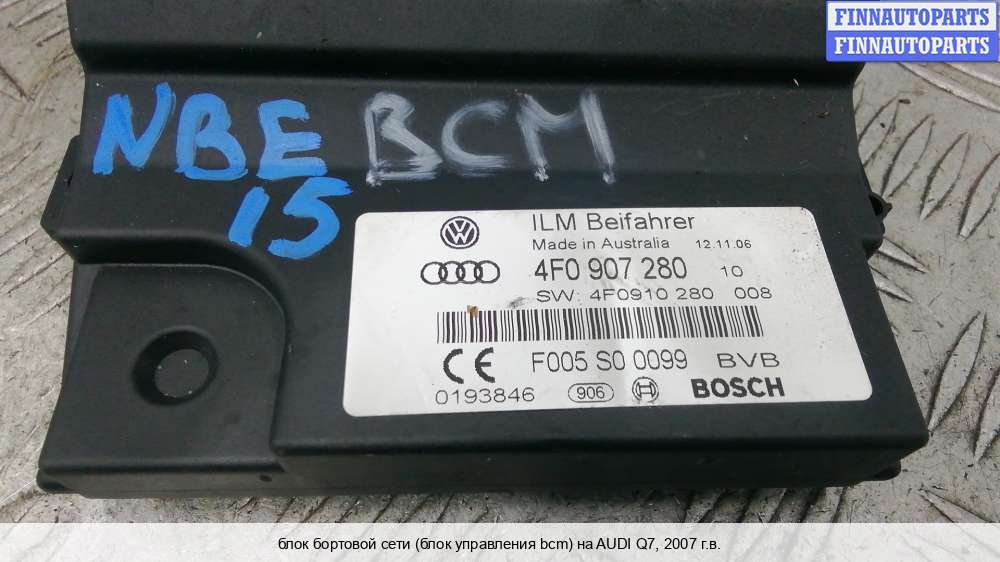 FINNAUTOPARTS
FINNAUTOPARTS
NBE BCM
15
ILM Beifahrer
Made in Australia 12.11.06
4F0 907 280 10
SW: 4F0910 280 008
CE F005 S0 0099 BVB
0193846 906 BOSCH
блок бортовой сети (блок управления bcm) на AUDI Q7, 2007 г.в.